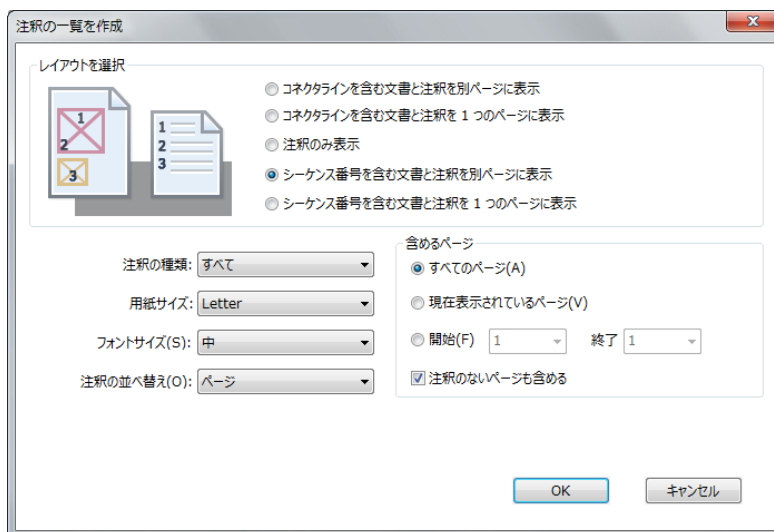 注釈の一覧を作成
レイアウトを選択
1
2
3
1
2
3
コネクタラインを含む文書と注釈を別ページに表示
コネクタラインを含む文書と注釈を 1 つのページに表示
注釈のみ表示
シーケンス番号を含む文書と注釈を別ページに表示
シーケンス番号を含む文書と注釈を 1 つのページに表示
注釈の種類: すべて
用紙サイズ: Letter
フォントサイズ(S): 中
注釈の並べ替え(O): ページ
含めるページ
すべてのページ(A)
現在表示されているページ(V)
開始(F) 1 終了 1
注釈のないページも含める
OK キャンセル